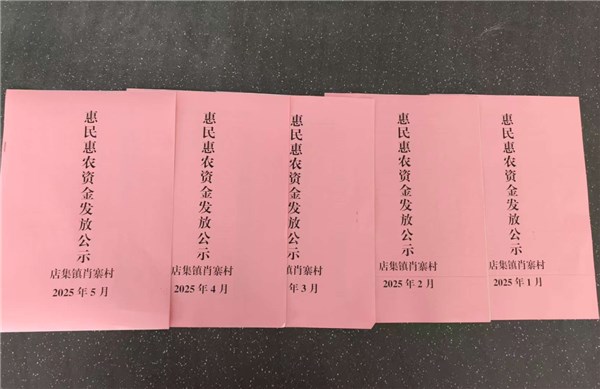 惠民惠农资金发放公示
店集镇肖寨村
2025年5月
惠民惠农资金发放公示
店集镇肖寨村
2025年4月
惠民惠农资金发放公示
集镇肖寨村
年3月
惠民惠农资金发放公示
店集镇肖寨村
2025年2月
惠民惠农资金发放公示
店集镇肖寨村
2025年1月